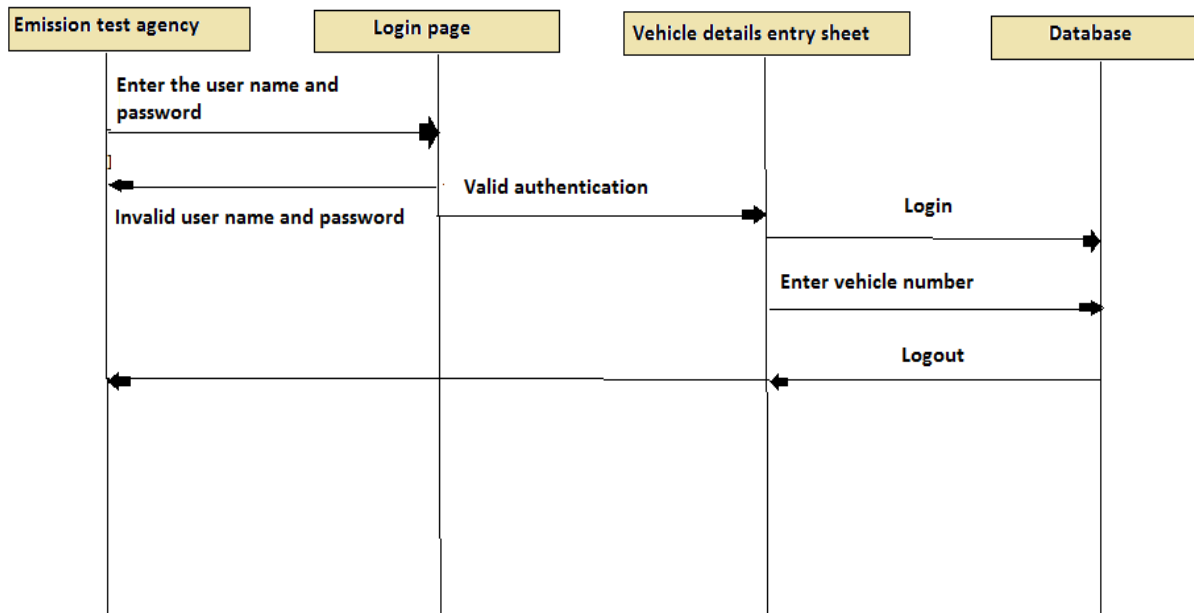 Emission test agency
Login page
Vehicle details entry sheet
Database
Enter the user name and
password
Valid authentication
Invalid user name and password
Login
Enter vehicle number
Logout